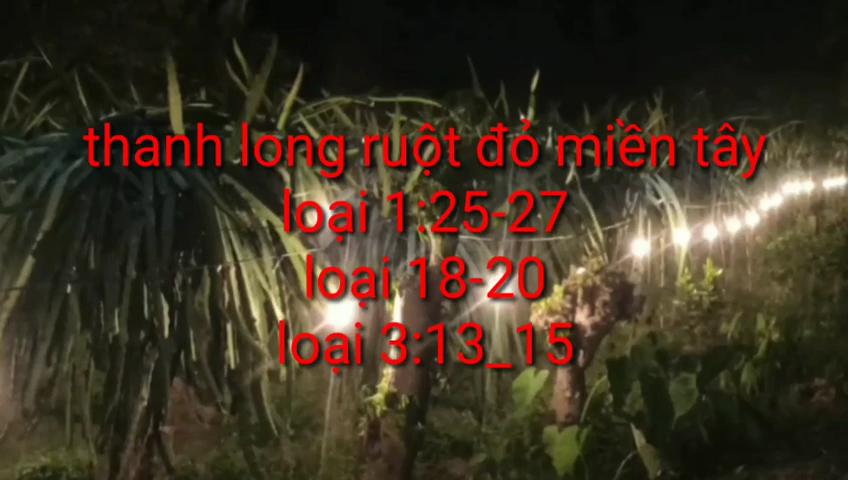 thanh long ruột đỏ miền tây
loại 1:25-27
loại 18-20
loại 3:13_15